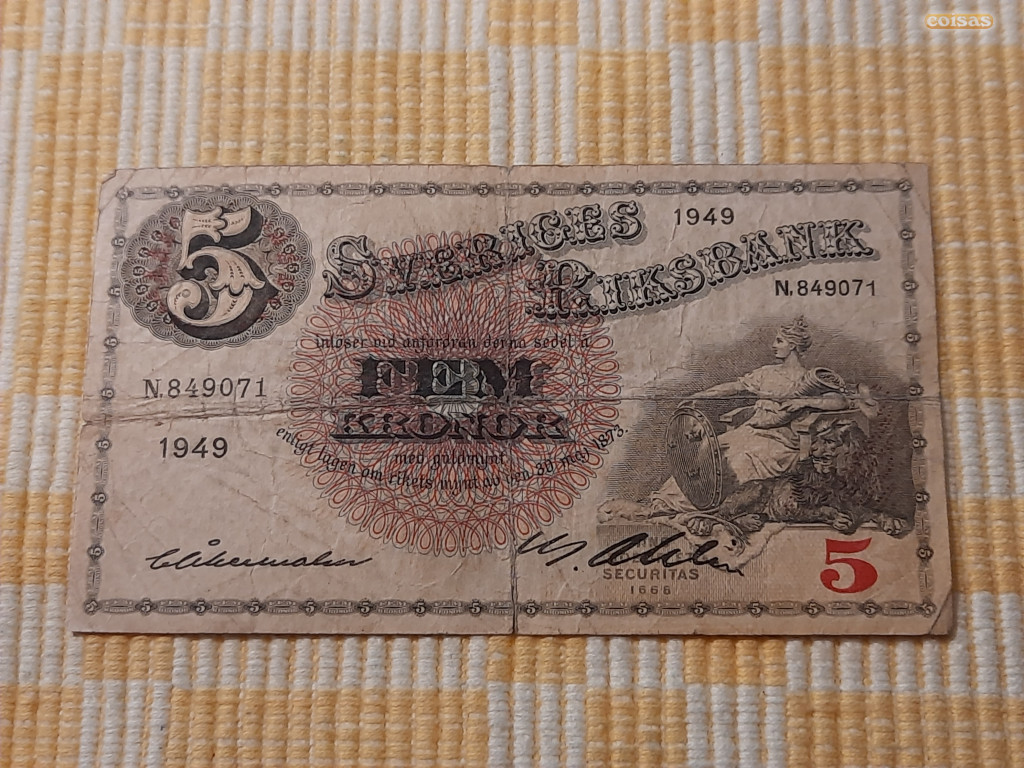 coisas
5
SVERIGES
1949
RIKSBANK
N.849071
inlöser vid anfordran denna sedel å
FEM
KRONOR
N.849071
med guldmynt
enligt lagen om rikets mynt av den 30. maj 1873.
1949
SECURITAS
1668
5